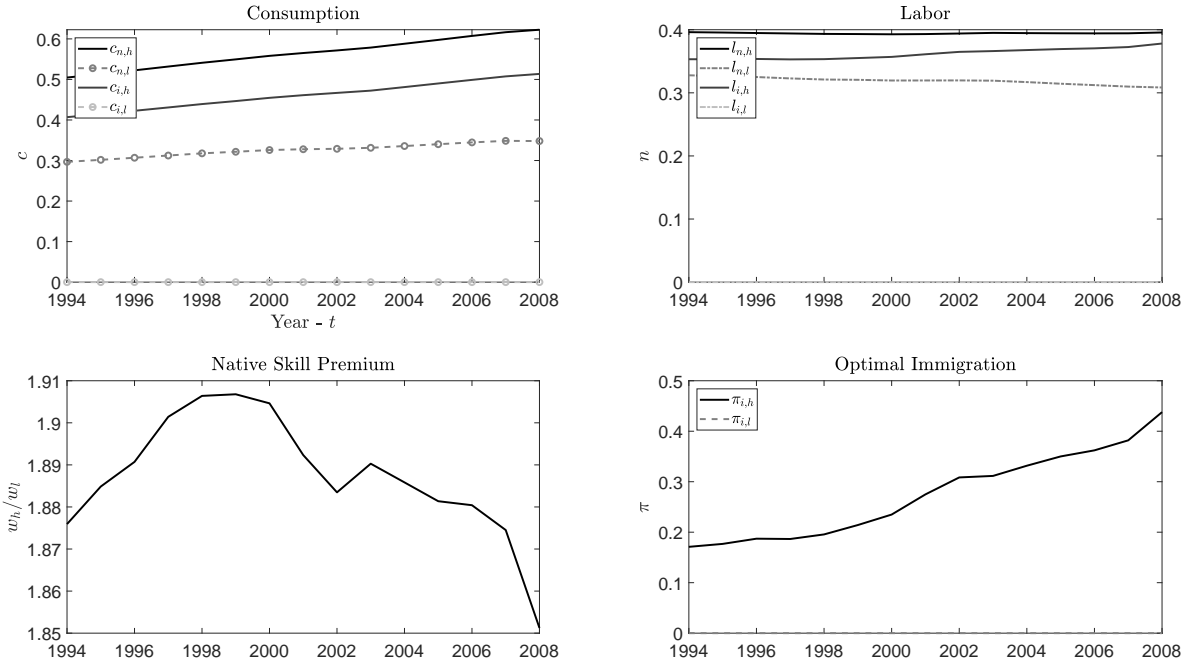 Consumption
c_{n,h}
c_{n,l}
c_{i,h}
c_{i,l}
c
0.6
0.5
0.4
0.3
0.2
0.1
0
1994 1996 1998 2000 2002 2004 2006 2008
Year - t
Labor
l_{n,h}
l_{n,l}
l_{i,h}
l_{i,l}
n
0.4
0.3
0.2
0.1
0
1994 1996 1998 2000 2002 2004 2006 2008
Native Skill Premium
w_h/w_l
1.91
1.9
1.89
1.88
1.87
1.86
1.85
1994 1996 1998 2000 2002 2004 2006 2008
Optimal Immigration
π_{i,h}
π_{i,l}
π
0.5
0.4
0.3
0.2
0.1
0
1994 1996 1998 2000 2002 2004 2006 2008